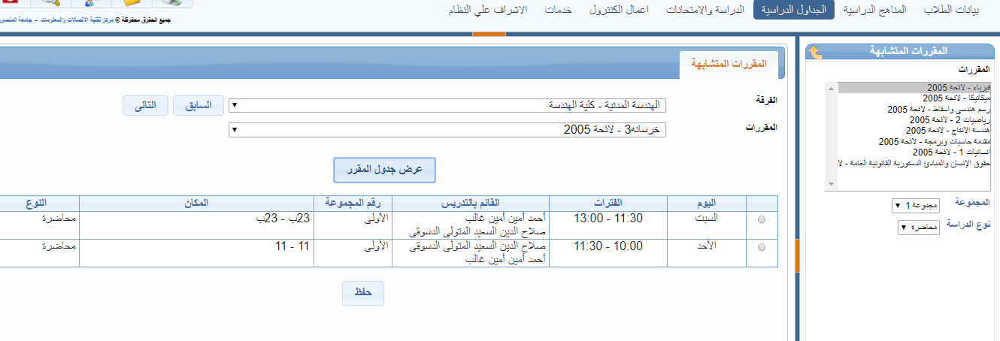 بيانات الطلاب المناهج الدراسية الجداول الدراسية الدراسة والامتحانات اعمال الكنترول خدمات الاشراف علي النظام
جميع الحقوق محفوظة © مركز تقنية الاتصالات والمعلومات - جامعة المنصور
المقررات المتشابهة
المقررات
فيزياء - لائحة 2005
ميكانيكا - لائحة 2005
رسم هندسى واسقاط - لائحة 2005
رياضيات 2 - لائحة 2005
هندسة الانتاج - لائحة 2005
مقدمة حاسبات وبرمجة - لائحة 2005
انسانيات 1 - لائحة 2005
حقوق الإنسان والمبادئ الدستورية القانونية العامة - لا
المجموعة مجموعة 1
نوع الدراسة محاضرة
المقررات المتشابهة
الفرقة الهندسة المدنية - كلية الهندسة السابق التالى
المقررات خرسانه3 - لائحة 2005
عرض جدول المقرر
اليوم الفترات القائم بالتدريس رقم المجموعة المكان النوع
السبت 11:30 - 13:00 أحمد أمين أمين غالب الأولى 23ب - 23ب محاضرة
صلاح الدين السعيد المتولى الدسوقى
الأحد 10:00 - 11:30 صلاح الدين السعيد المتولى الدسوقى الأولى 11 - 11 محاضرة
أحمد أمين أمين غالب
حفظ